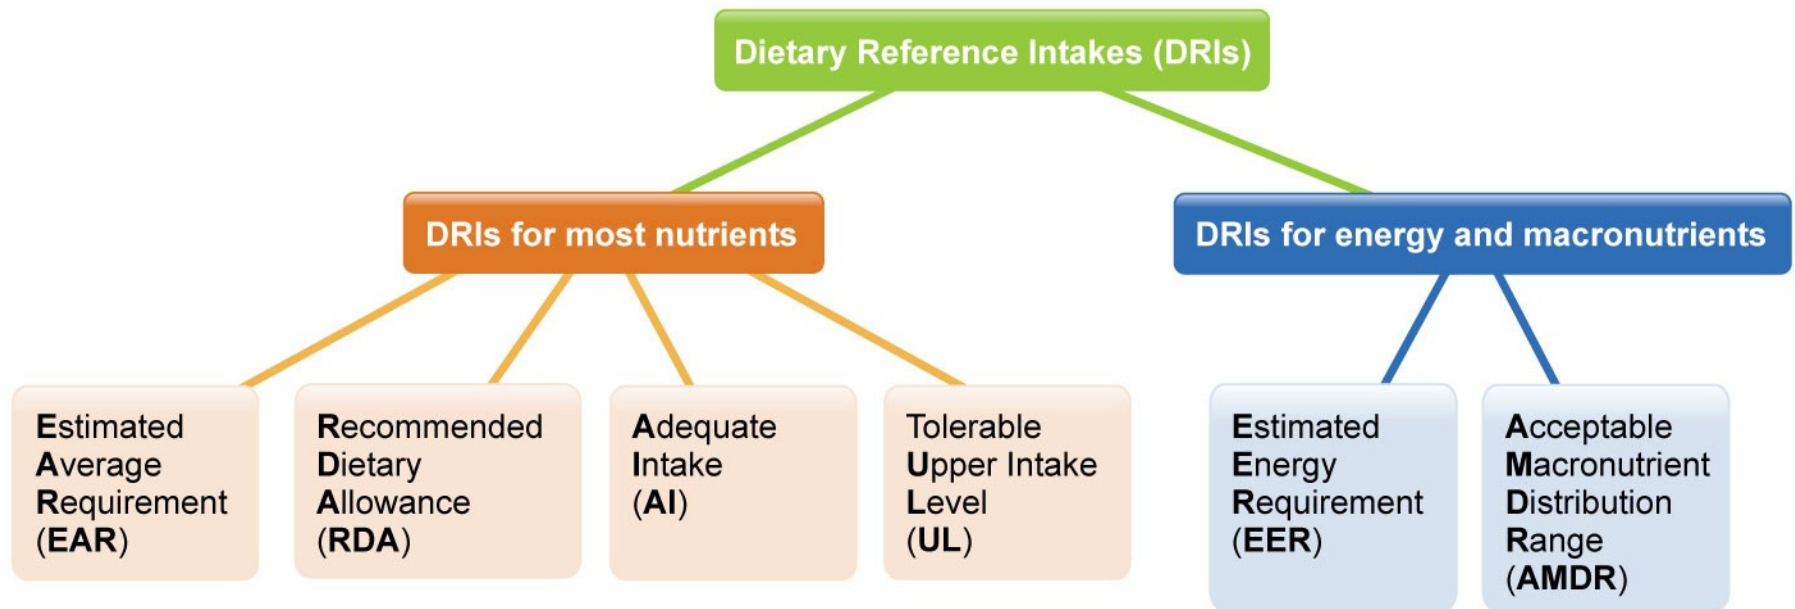 Dietary Reference Intakes (DRIs)
DRIs for most nutrients
DRIs for energy and macronutrients
Estimated
Average
Requirement
(EAR)
Recommended
Dietary
Allowance
(RDA)
Adequate
Intake
(AI)
Tolerable
Upper Intake
Level
(UL)
Estimated
Energy
Requirement
(EER)
Acceptable
Macronutrient
Distribution
Range
(AMDR)